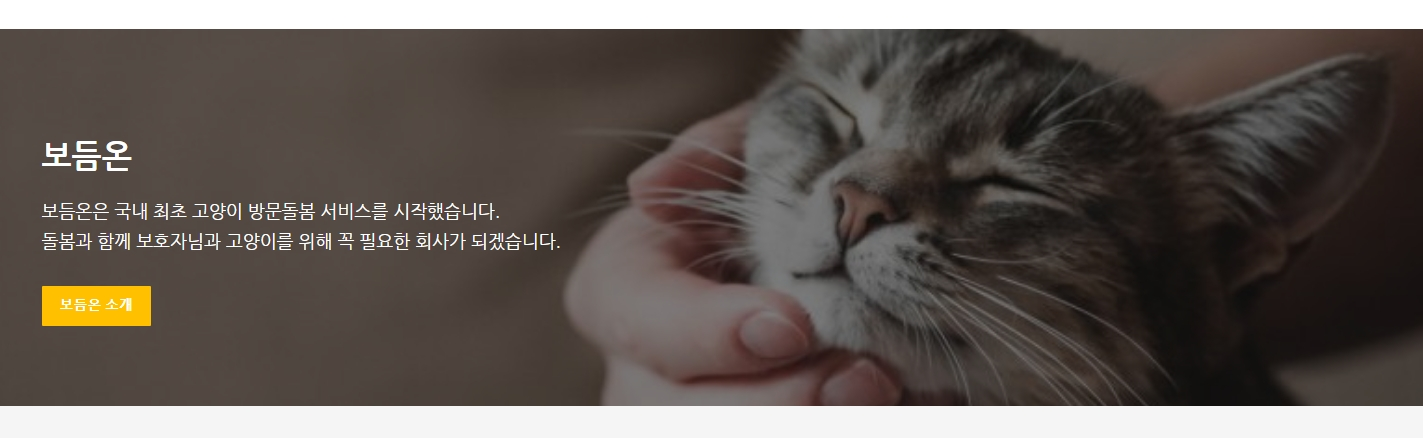 보듬온
보듬온은 국내 최초 고양이 방문돌봄 서비스를 시작했습니다.
돌봄과 함께 보호자님과 고양이를 위해 꼭 필요한 회사가 되겠습니다.
보듬온 소개